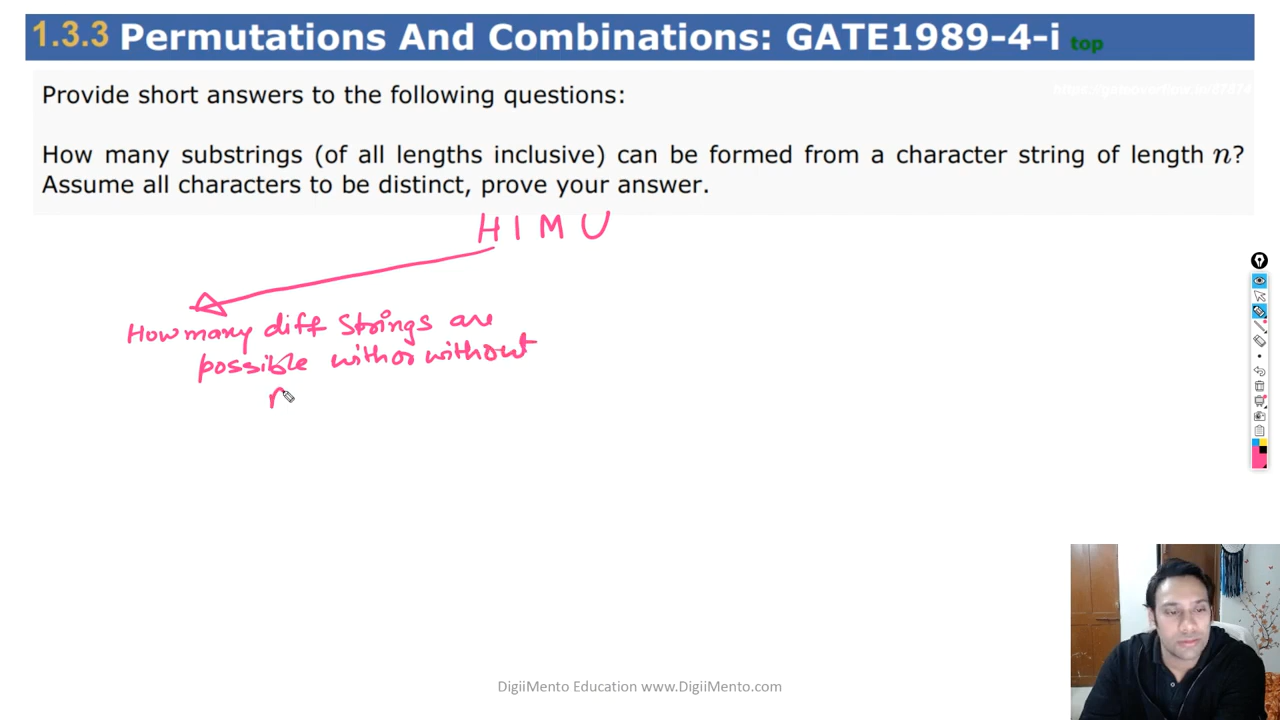 1.3.3 Permutations And Combinations: GATE1989-4-i top
Provide short answers to the following questions:
How many substrings (of all lengths inclusive) can be formed from a character string of length n?
Assume all characters to be distinct, prove your answer.
H I M U
How many diff strings are
possible with or without
r
DigiiMento Education www.DigiiMento.com